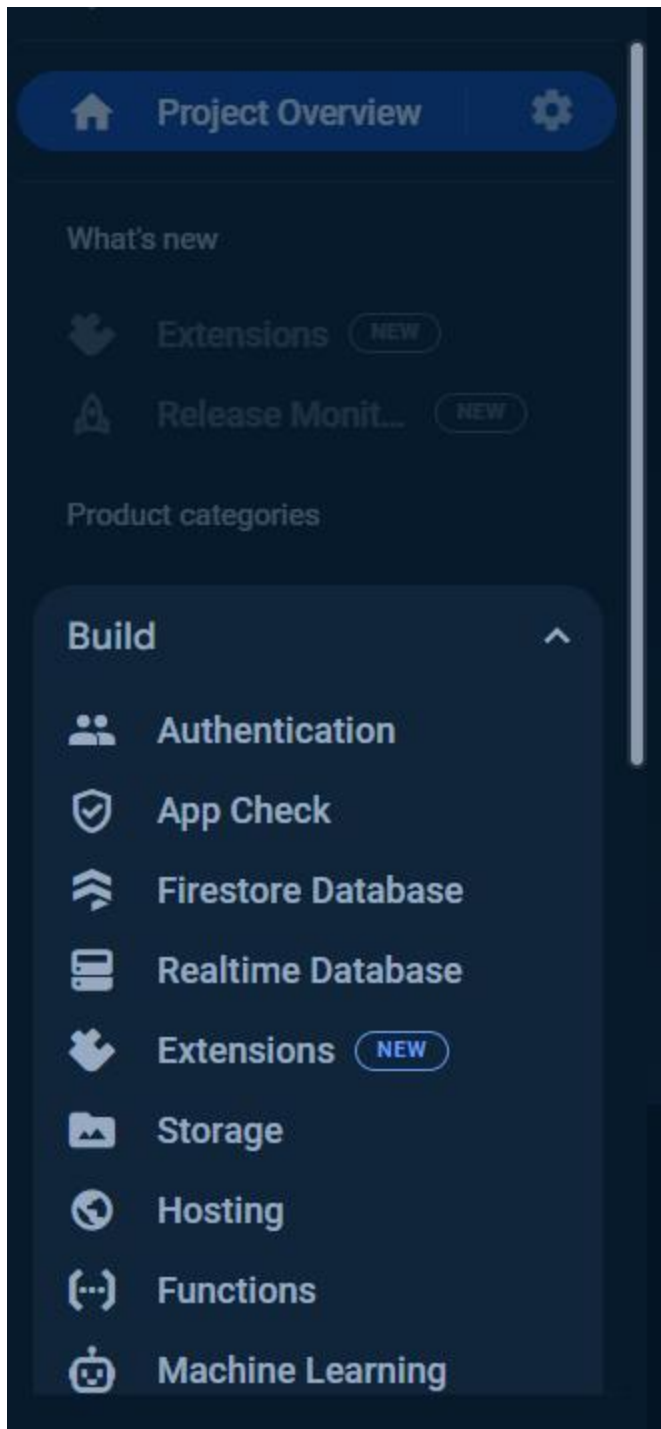 Project Overview
What's new
Extensions NEW
Release Monit... NEW
Product categories
Build
Authentication
App Check
Firestore Database
Realtime Database
Extensions NEW
Storage
Hosting
Functions
Machine Learning